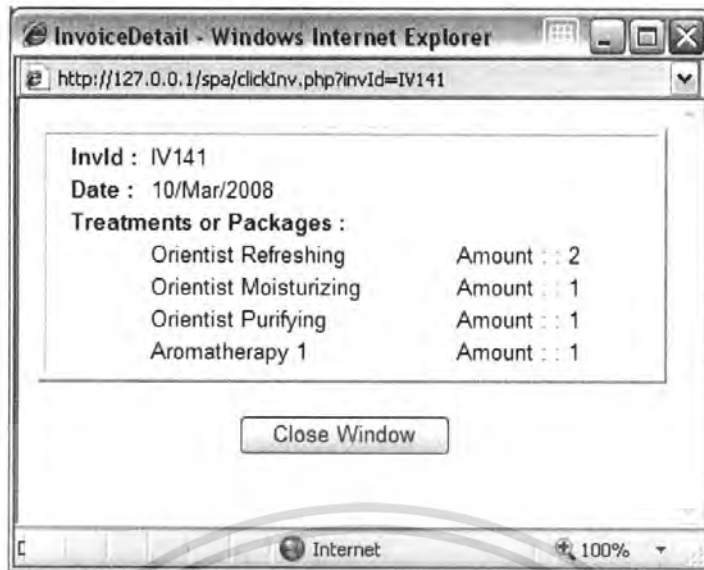 InvoiceDetail - Windows Internet Explorer
http://127.0.0.1/spa/clickInv.php?invId=IV141
InvId : IV141
Date : 10/Mar/2008
Treatments or Packages :
Orientist Refreshing Amount : : 2
Orientist Moisturizing Amount : : 1
Orientist Purifying Amount : : 1
Aromatherapy 1 Amount : : 1
Close Window
Internet 100%